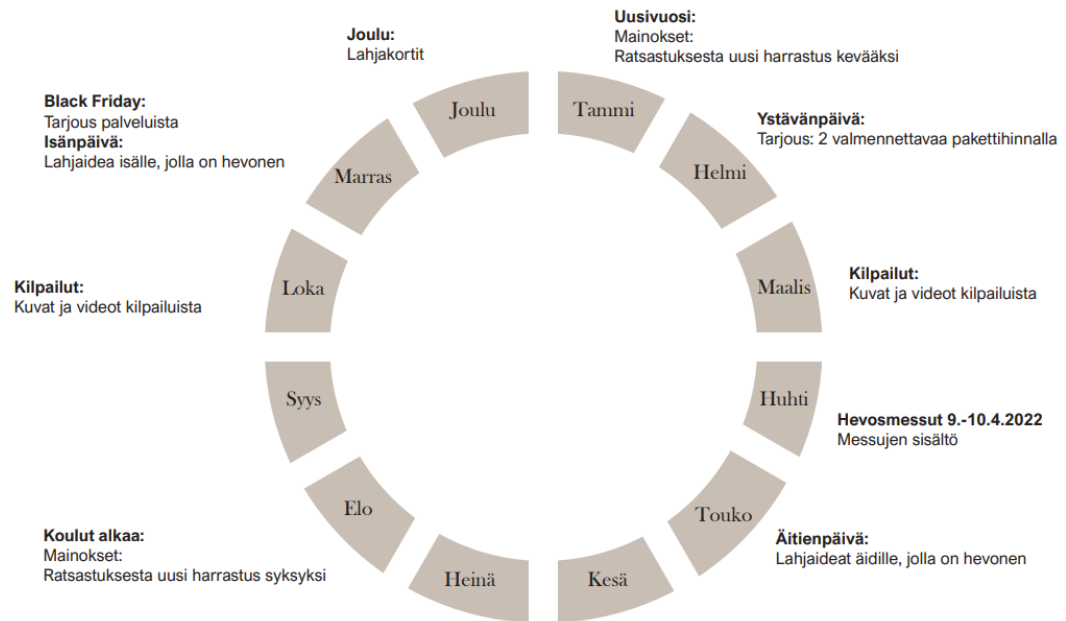 Uusivuosi:
Mainokset:
Ratsastuksesta uusi harrastus kevääksi
Joulu:
Lahjakortit
Black Friday:
Tarjous palveluista
Isänpäivä:
Lahjaidea isälle, jolla on hevonen
Ystävänpäivä:
Tarjous: 2 valmennettavaa pakettihinnalla
Joulu
Tammi
Marras
Helmi
Kilpailut:
Kuvat ja videot kilpailuista
Loka
Maalis
Kilpailut:
Kuvat ja videot kilpailuista
Syys
Huhti
Hevosmessut 9.-10.4.2022
Messujen sisältö
Elo
Touko
Koulut alkaa:
Mainokset:
Ratsastuksesta uusi harrastus syksyksi
Äitienpäivä:
Lahjaideat äidille, jolla on hevonen
Heinä
Kesä